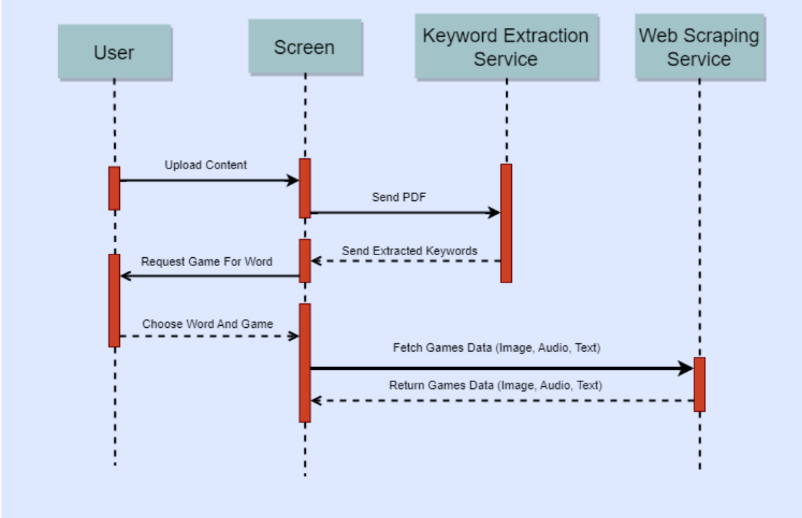 User
Screen
Keyword Extraction
Service
Web Scraping
Service
Upload Content
Send PDF
Send Extracted Keywords
Request Game For Word
Choose Word And Game
Fetch Games Data (Image, Audio, Text)
Return Games Data (Image, Audio, Text)